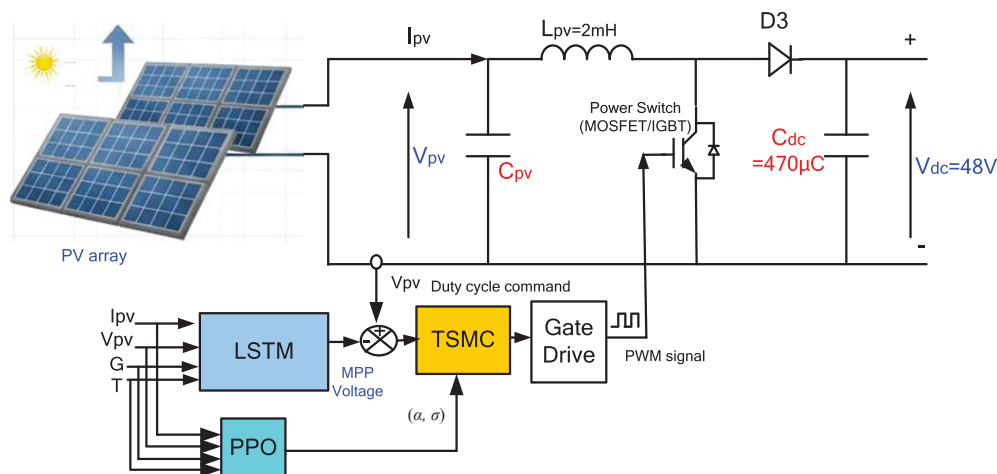 D3
Lpv=2mH
Ipv
+
Power Switch
(MOSFET/IGBT)
Vpv
Cpv
Cdc
=470µC
Vdc=48V
-
PV array
Vpv
Duty cycle command
Ipv
Vpv
G
T
LSTM
+
-
MPP
Voltage
TSMC
Gate
Drive
PWM signal
(α, σ)
PPO